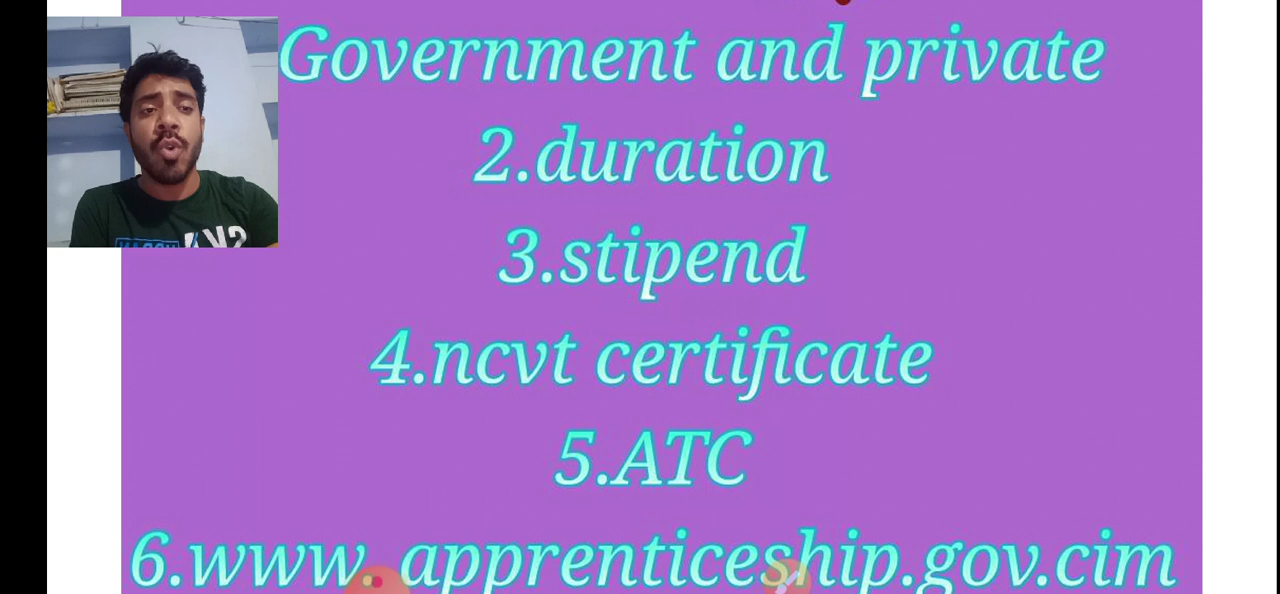 Government and private
2.duration
3.stipend
4.ncvt certificate
5.ATC
6.www. apprenticeship.gov.cim